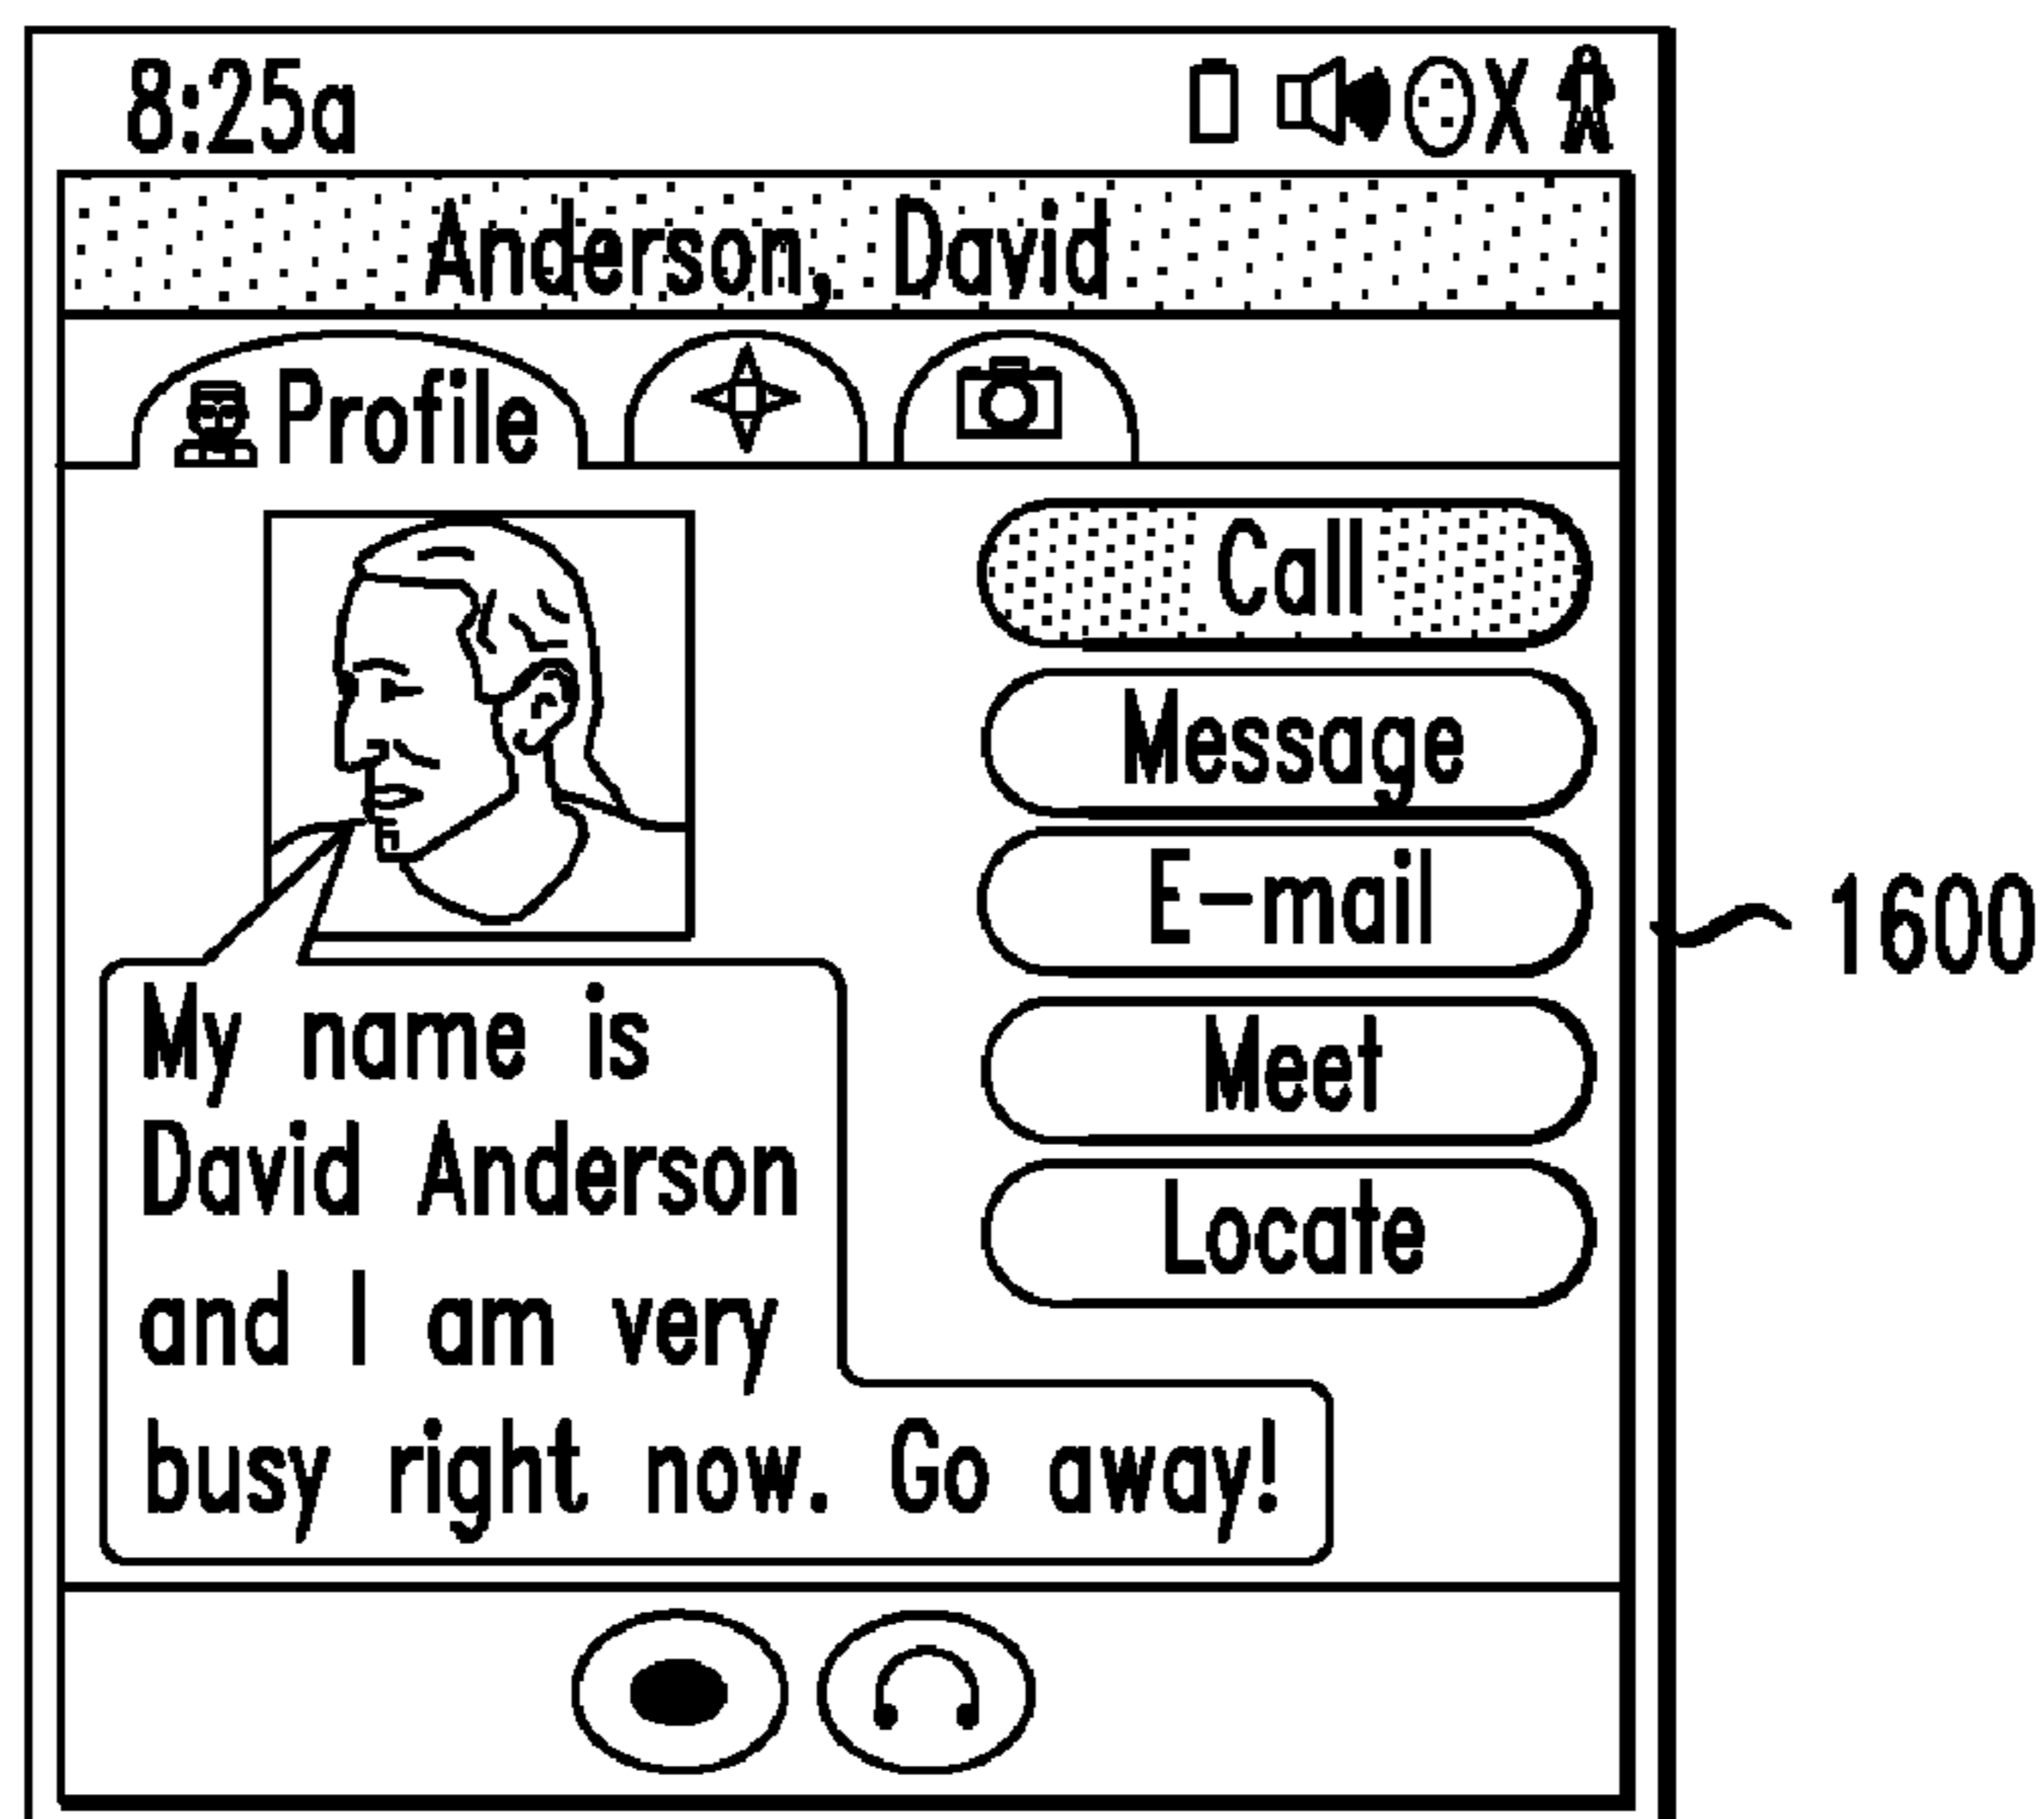 8:25a
X
Anderson, David
Profile
Call
Message
E-mail
Meet
Locate
1600
My name is
David Anderson
and I am very
busy right now. Go away!